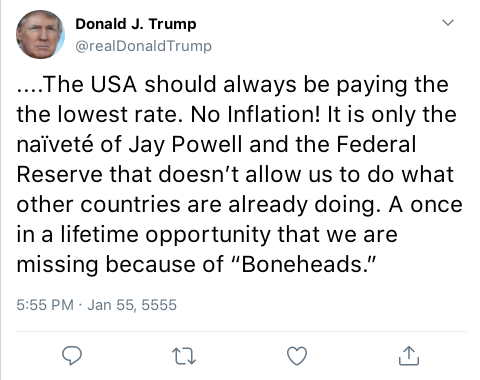 Donald J. Trump
@realDonaldTrump
....The USA should always be paying the
the lowest rate. No Inflation! It is only the
naïveté of Jay Powell and the Federal
Reserve that doesn’t allow us to do what
other countries are already doing. A once
in a lifetime opportunity that we are
missing because of “Boneheads.”
5:55 PM · Jan 55, 5555